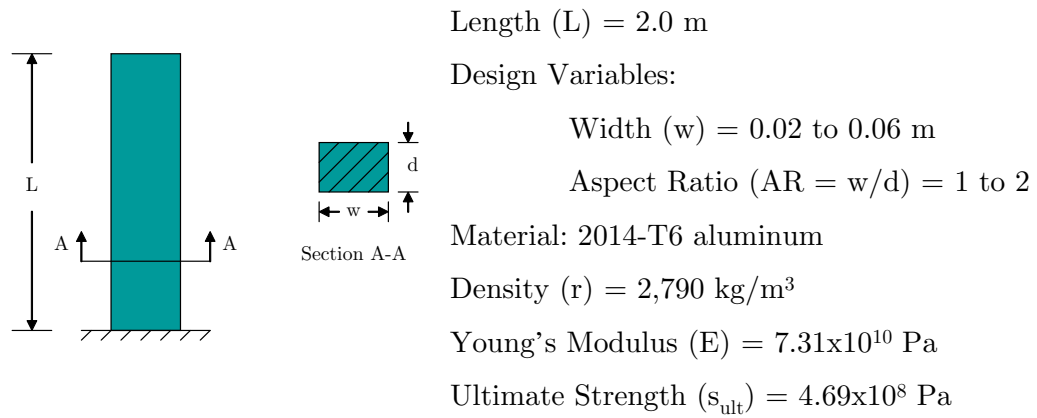 Length (L) = 2.0 m
Design Variables:
Width (w) = 0.02 to 0.06 m
Aspect Ratio (AR = w/d) = 1 to 2
Material: 2014-T6 aluminum
Density (r) = 2,790 kg/m³
Young's Modulus (E) = 7.31x10¹⁰ Pa
Ultimate Strength (s_ult) = 4.69x10⁸ Pa
L
A
A
d
w
Section A-A